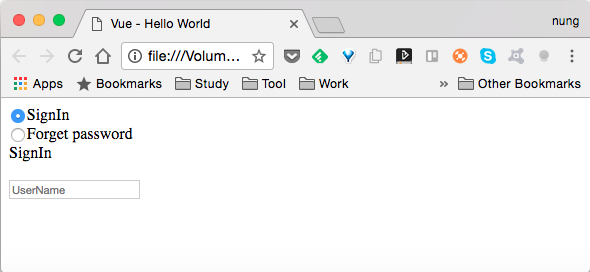 Vue - Hello World
nung
file:///Volum...
Apps
Bookmarks
Study
Tool
Work
»
Other Bookmarks
SignIn
Forget password
SignIn
UserName